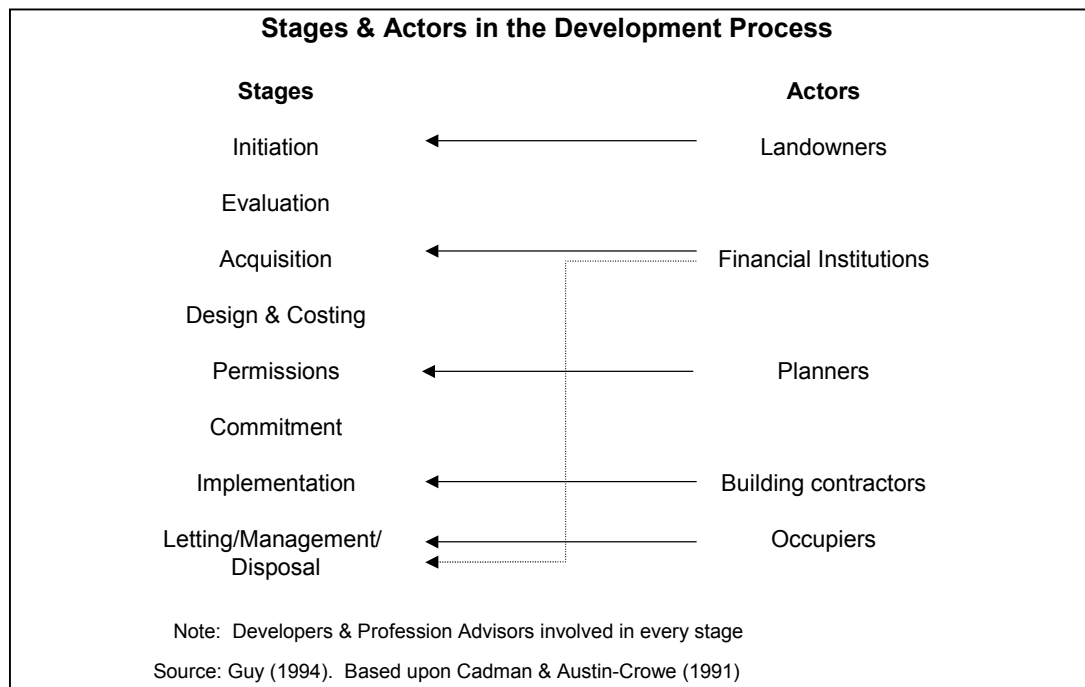 Stages & Actors in the Development Process
Stages Actors
Initiation Landowners
Evaluation
Acquisition Financial Institutions
Design & Costing
Permissions Planners
Commitment
Implementation Building contractors
Letting/Management/ Occupiers
Disposal
Note: Developers & Profession Advisors involved in every stage
Source: Guy (1994). Based upon Cadman & Austin-Crowe (1991)